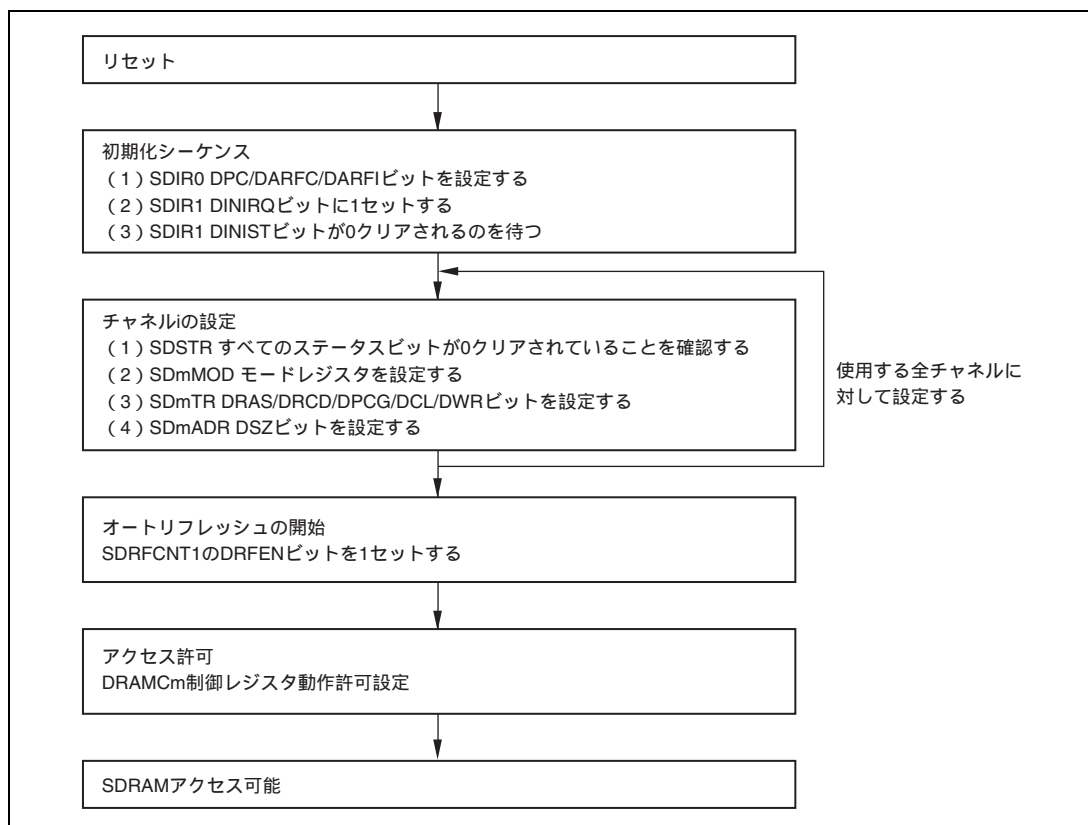 リセット
初期化シーケンス
（1）SDIR0 DPC/DARFC/DARFIビットを設定する
（2）SDIR1 DINIRQビットに1セットする
（3）SDIR1 DINISTビットが0クリアされるのを待つ
チャネルiの設定
（1）SDSTR すべてのステータスビットが0クリアされていることを確認する
（2）SDmMOD モードレジスタを設定する
（3）SDmTR DRAS/DRCD/DPCG/DCL/DWRビットを設定する
（4）SDmADR DSZビットを設定する
使用する全チャネルに
対して設定する
オートリフレッシュの開始
SDRFCNT1のDRFENビットを1セットする
アクセス許可
DRAMCm制御レジスタ動作許可設定
SDRAMアクセス可能